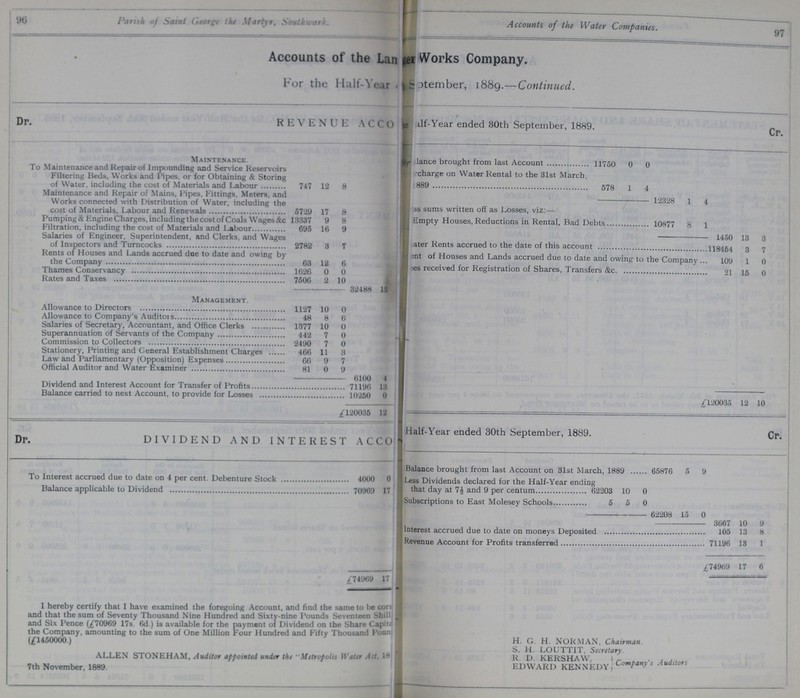 96
Parish of Saint George the Martyr, Southwark.
Accounts of the Lam
For the Half-Year
Dr.
REVENUE ACCO
MAINTENANCE.
To Maintenance and Repair of Impounding and Service Reservoirs
Filtering Beds, Works and Pipes, or for Obtaining & Storing
of Water, including the cost of Materials and Labour ......... 747 12 8
Maintenance and Repair of Mains, Pipes, Fittings, Meters, and
Works connected with Distribution of Water, including the
cost of Materials, Labour and Renewals ......... 5729 17 8
Pumping & Engine Charges, including the cost of Coals Wages &c 13337 9 8
Filtration, including the cost of Materials and Labour......... 695 16 9
Salaries of Engineer, Superintendent, and Clerks, and Wages
of Inspectors and Turncocks ......... 2782 3 7
Rents of Houses and Lands accrued due to date and owing by
the Company ......... 63 12 6
Thames Conservancy ......... 1626 0 0
Rates and Taxes ......... 7506 2 10
32488
MANAGEMENT.
Allowance to Directors ......... 1127 10 0
Allowance to Company's Auditors......... 48 8 6
Salaries of Secretary, Accountant, and Office Clerks ......... 1377 10 0
Superannuation of Servants of the Company ......... 442 7 0
Commission to Collectors ......... 2490 7 0
Stationery, Printing and General Establishment Charges ...... 466 11 3
Law and Parliamentary (Opposition) Expenses ......... 66 9 7
Official Auditor and Water Examiner ......... 81 0 9
6100 4
Dividend and Interest Account for Transfer of Profits......... 71196 13
Balance carried to next Account, to provide for Losses ......... 10250 0
£120035 12
Dr.
DIVIDEND AND INTEREST ACCO
To Interest accrued due to date on 4 per cent. Debenture Stock ......... 4000 0
Balance applicable to Dividend ......... 70969 17
£74969 17
I hereby certify that I have examined the foregoing Account, and find the same to be corr
and that the sum of Seventy Thousand Nine Hundred and Sixty-nine Pounds Seventeen Shill
and Six Pence (£70969 17s. 6d.) is available for the payment of Dividend on the Share Capita
the Company, amounting to the sum of One Million Four Hundred and Fifty Thousand Poun
(£1450000.)
ALLEN STONEHAM, Auditor appointed under the "Metropolis Water Act, 18
7th November, 1889.
Accounts of the Water Companies.
97
Works Company.
ptember, 1889.—Continued.
alf-Year ended 30th September, 1889.
Cr.
lance brought from last Account ......... 11750 0 0
rcharge on Water Rental to the 31st March,
889 ......... 578 1 4
12328 1 4
ss sums written off as Losses, viz:—
Empty Houses, Reductions in Rental, Bad Debts......... 10877 8 1
1450 13 3
ater Rents accrued to the date of this account ......... 118454 3 7
ent of Houses and Lands accrued due to date and owing to the Company ... 109 1 0
ees received for Registration of Shares, Transfers &c. ......... 21 15 0
£120035 12 10
Half-Year ended 30th September, 1889.
Cr.
Balance brought from last Account on 31st March, 1889 ...... 65876 5 9
Less Dividends declared for the Half-Year ending
that day at 7½ and 9 per centum......... 62203 10 0
Subscriptions to East Molesey Schools......... 5 5 0
62208 15 0
3667 10 9
Interest accrued due to date on moneys Deposited ......... 105 13 8
Revenue Account for Profits transferred ......... 71196 13 1
£74969 17 6
H. G. H. NORMAN, Chairman.
S. H. LOUTTIT, Secretary.
R. D. KERSHAW, } Company's Auditors
EDWARD KENNEDY }